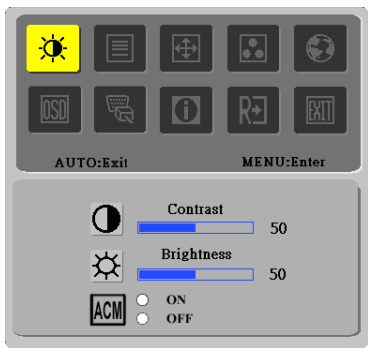 OSD
i
R
EXIT
AUTO:Exit MENU:Enter
Contrast
50
Brightness
50
ACM ON
OFF